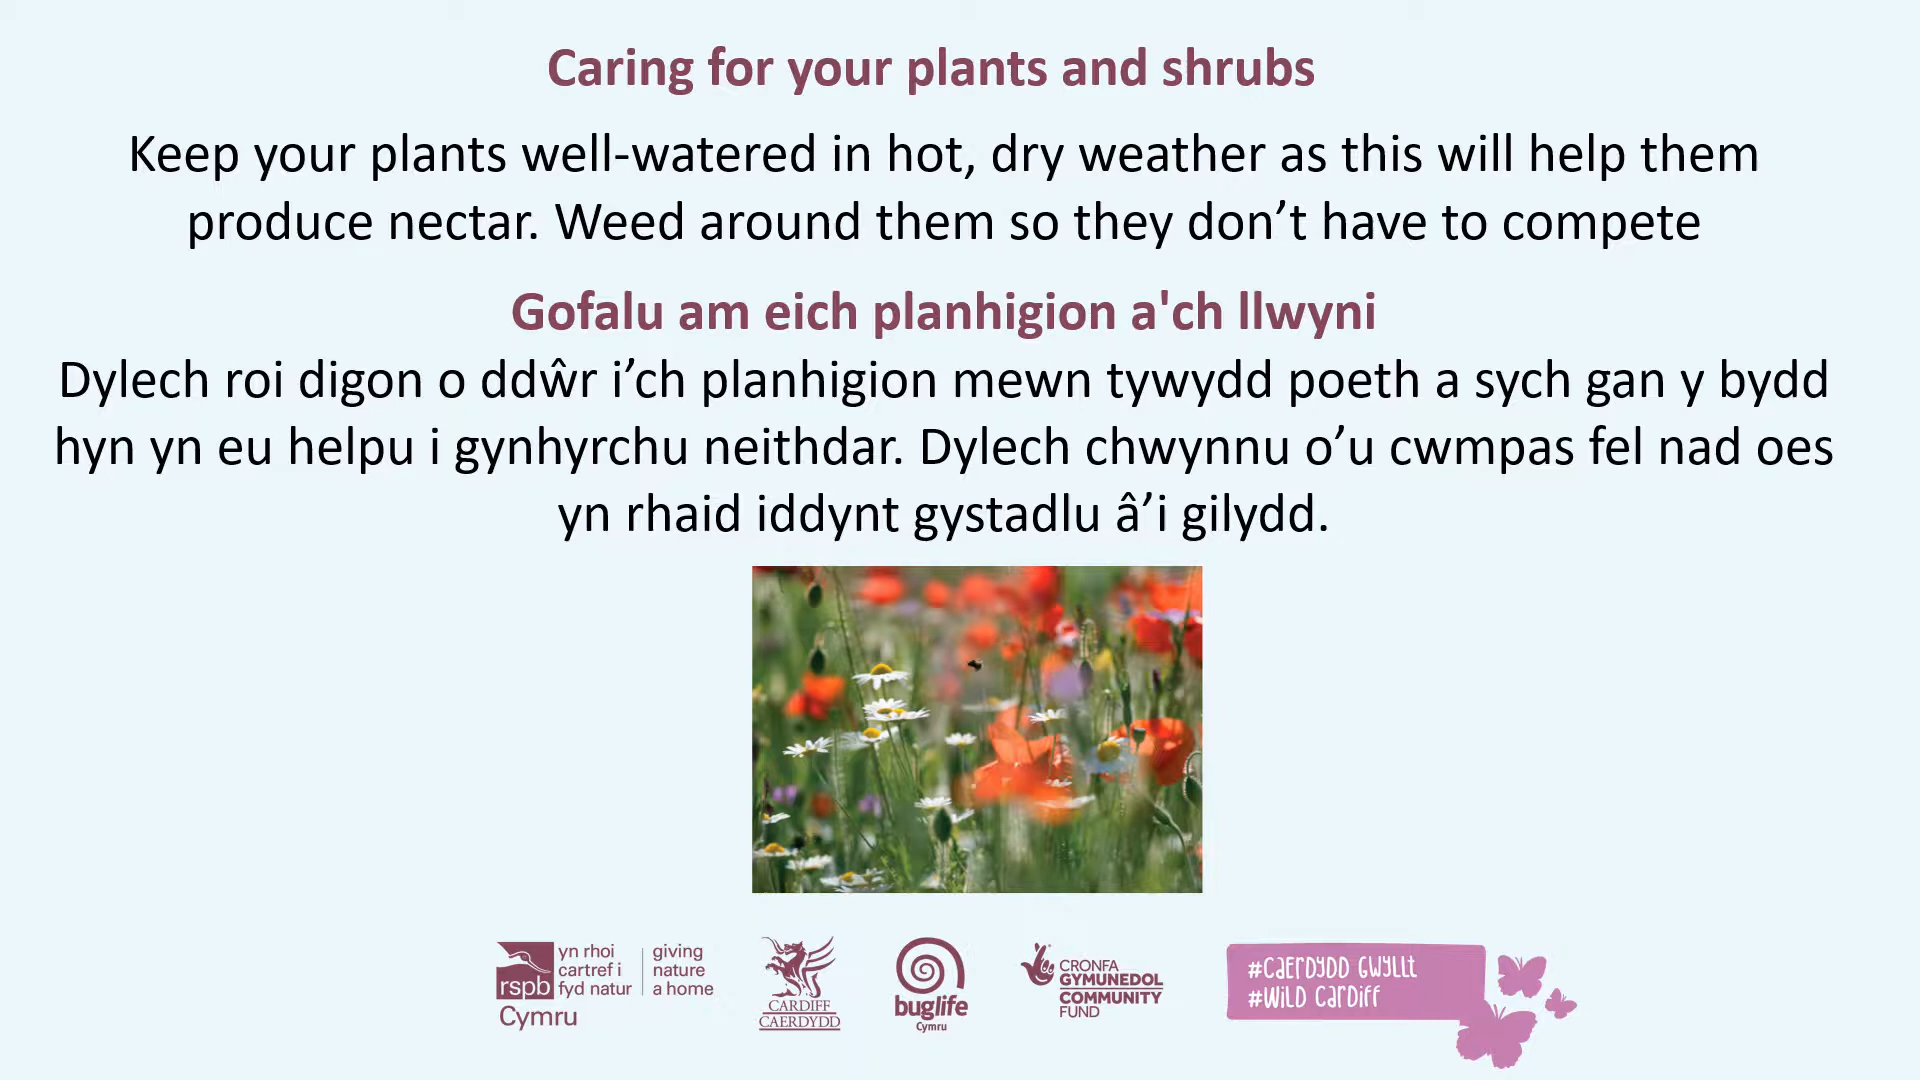 Caring for your plants and shrubs
Keep your plants well-watered in hot, dry weather as this will help them
produce nectar. Weed around them so they don’t have to compete
Gofalu am eich planhigion a'ch llwyni
Dylech roi digon o ddŵr i’ch planhigion mewn tywydd poeth a sych gan y bydd
hyn yn eu helpu i gynhyrchu neithdar. Dylech chwynnu o’u cwmpas fel nad oes
yn rhaid iddynt gystadlu â’i gilydd.
rspb
Cymru
yn rhoi
cartref i
fyd natur
giving
nature
a home
CARDIFF
CAERDYDD
buglife
Cymru
CRONFA
GYMUNEDOL
COMMUNITY
FUND
#CAERDYDD GWYLLT
#WILD CARDIFF